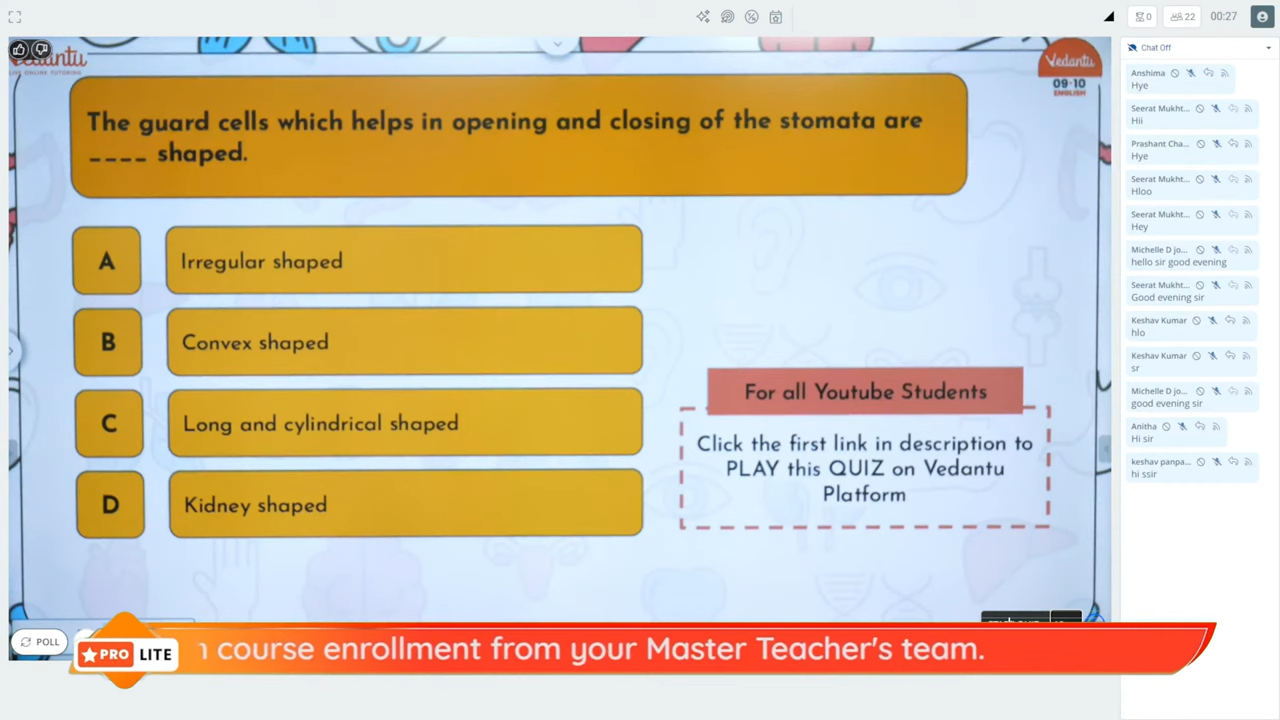 0
22
00:27
Vedantu
LIVE ONLINE TUTORING
Vedantu
09-10
ENGLISH
The guard cells which helps in opening and closing of the stomata are
____ shaped.
A
Irregular shaped
B
Convex shaped
C
Long and cylindrical shaped
D
Kidney shaped
For all Youtube Students
Click the first link in description to
PLAY this QUIZ on Vedantu
Platform
POLL
PRO LITE
course enrollment from your Master Teacher's team.
Chat Off
Anshima
Hye
Seerat Mukht...
Hii
Prashant Cha...
Hye
Seerat Mukht...
Hloo
Seerat Mukht...
Hey
Michelle D jo...
hello sir good evening
Seerat Mukht...
Good evening sir
Keshav Kumar
hlo
Keshav Kumar
sr
Michelle D jo...
good evening sir
Anitha
Hi sir
keshav panpa...
hi ssir